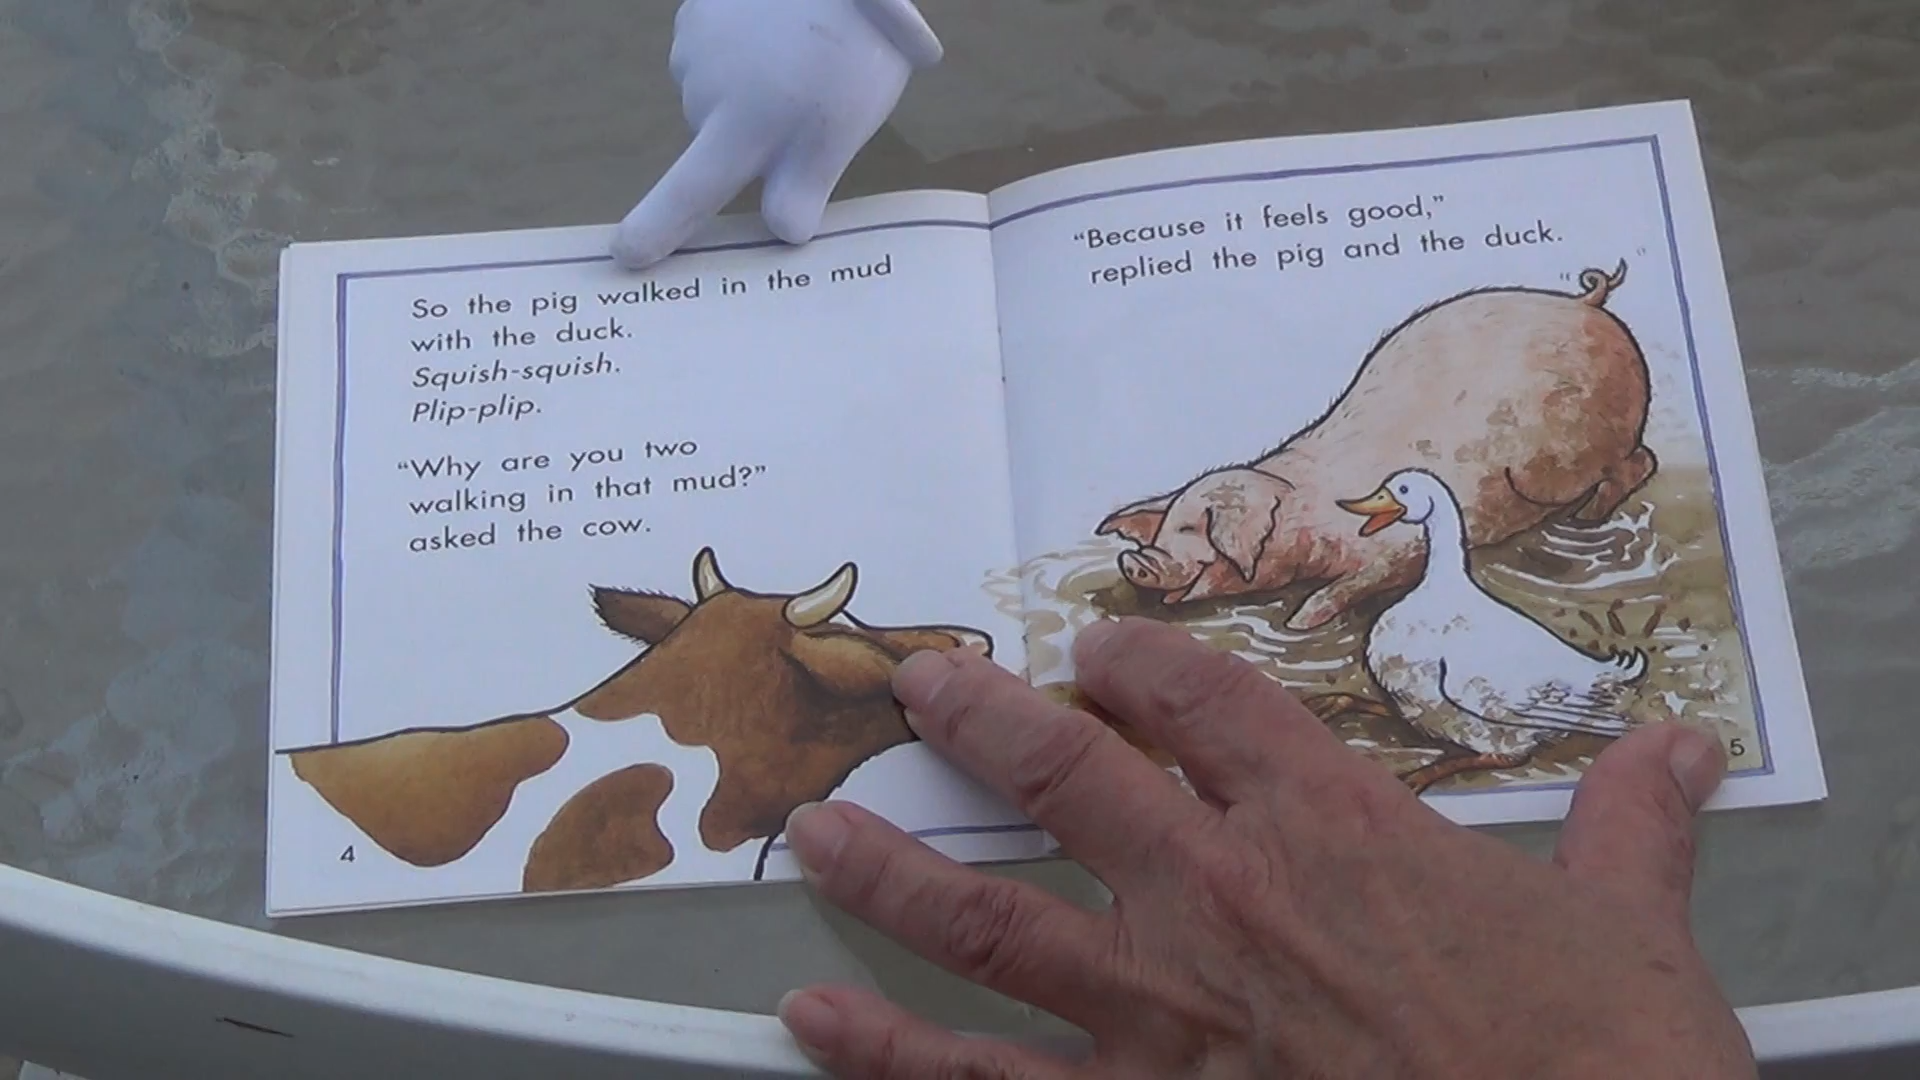 So the pig walked in the mud
with the duck.
Squish-squish.
Plip-plip.
“Why are you two
walking in that mud?”
asked the cow.
4
“Because it feels good,”
replied the pig and the duck.
5